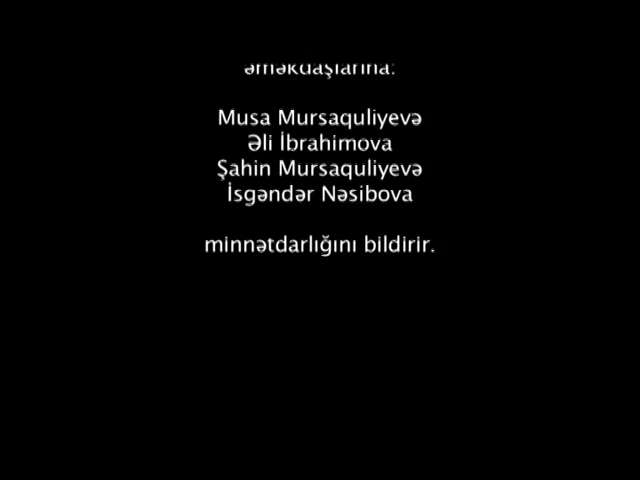 əməkdaşlarına:
Musa Mursaquliyevə
Əli İbrahimova
Şahin Mursaquliyevə
İsgəndər Nəsibova
minnətdarlığını bildirir.